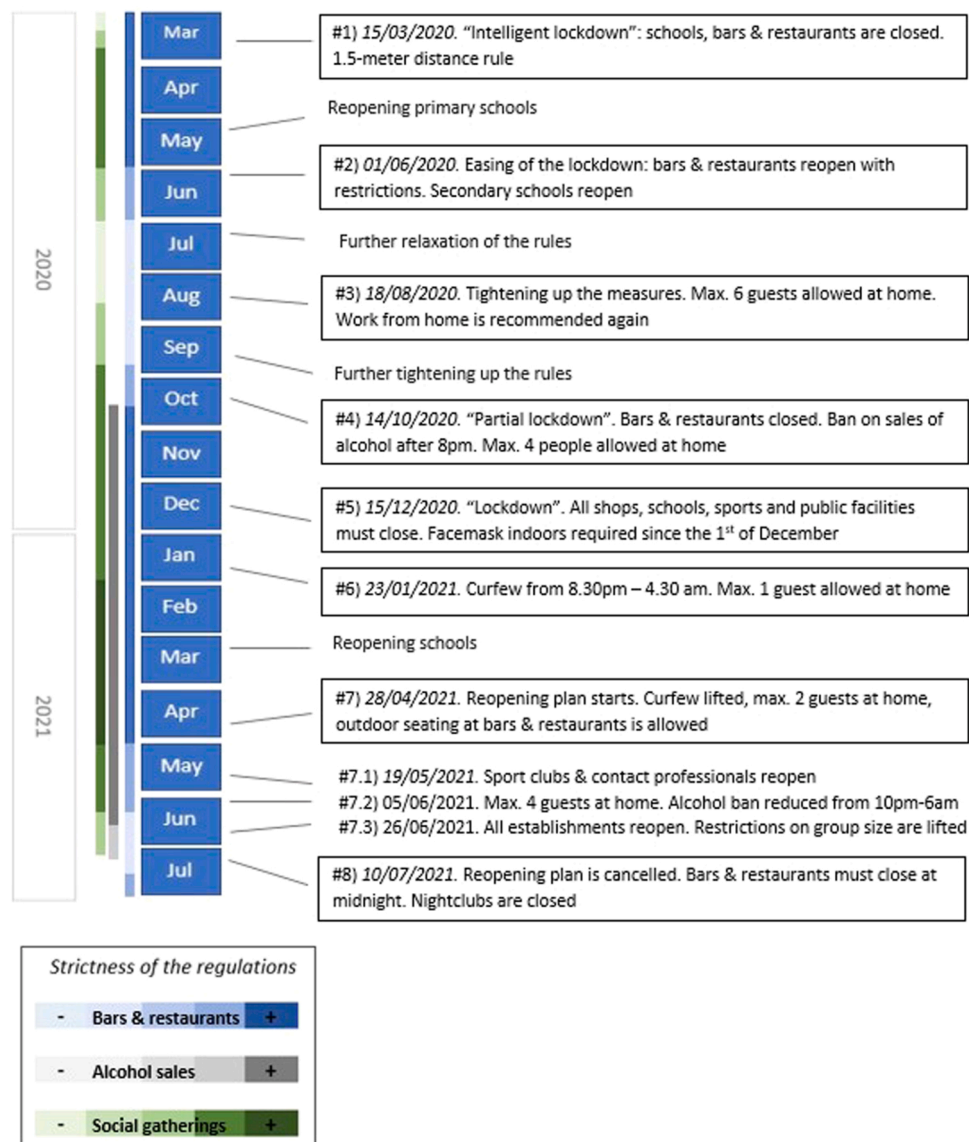 Mar
#1) 15/03/2020. “Intelligent lockdown”: schools, bars & restaurants are closed.
1.5-meter distance rule
Apr
Reopening primary schools
May
#2) 01/06/2020. Easing of the lockdown: bars & restaurants reopen with
restrictions. Secondary schools reopen
Jun
2020
Jul
Further relaxation of the rules
Aug
#3) 18/08/2020. Tightening up the measures. Max. 6 guests allowed at home.
Work from home is recommended again
Sep
Further tightening up the rules
Oct
#4) 14/10/2020. “Partial lockdown”. Bars & restaurants closed. Ban on sales of
alcohol after 8pm. Max. 4 people allowed at home
Nov
Dec
#5) 15/12/2020. “Lockdown”. All shops, schools, sports and public facilities
must close. Facemask indoors required since the 1st of December
Jan
#6) 23/01/2021. Curfew from 8.30pm – 4.30 am. Max. 1 guest allowed at home
Feb
Reopening schools
Mar
2021
Apr
#7) 28/04/2021. Reopening plan starts. Curfew lifted, max. 2 guests at home,
outdoor seating at bars & restaurants is allowed
May
#7.1) 19/05/2021. Sport clubs & contact professionals reopen
#7.2) 05/06/2021. Max. 4 guests at home. Alcohol ban reduced from 10pm-6am
Jun
#7.3) 26/06/2021. All establishments reopen. Restrictions on group size are lifted
Jul
#8) 10/07/2021. Reopening plan is cancelled. Bars & restaurants must close at
midnight. Nightclubs are closed
Strictness of the regulations
- Bars & restaurants +
- Alcohol sales +
- Social gatherings +